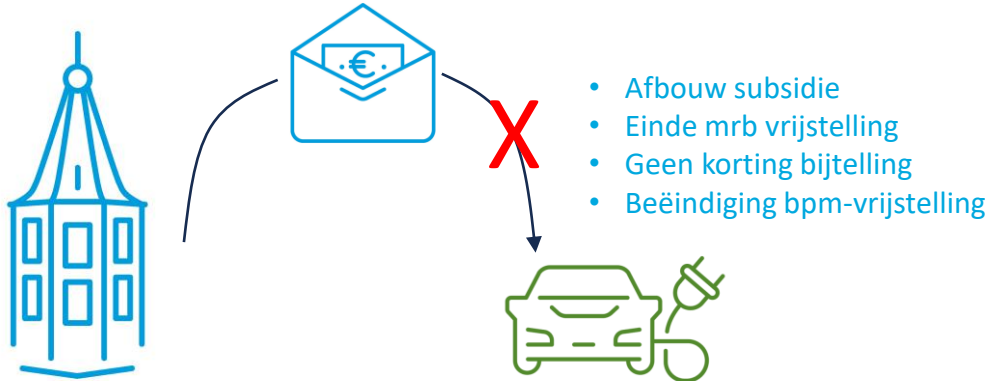 €
X
• Afbouw subsidie
• Einde mrb vrijstelling
• Geen korting bijtelling
• Beëindiging bpm-vrijstelling